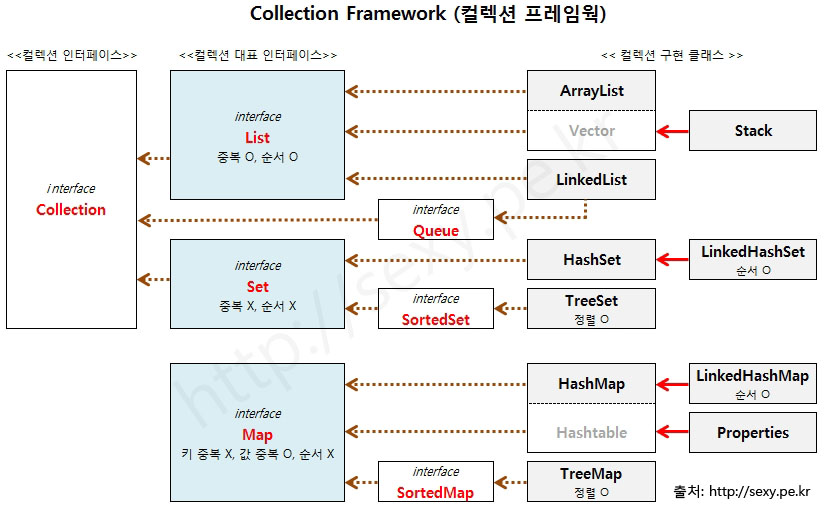 Collection Framework (컬렉션 프레임웍)
<<컬렉션 인터페이스>>
<<컬렉션 대표 인터페이스>>
<< 컬렉션 구현 클래스 >>
interface
Collection
interface
List
중복 O, 순서 O
ArrayList
Vector
Stack
LinkedList
interface
Queue
interface
Set
중복 X, 순서 X
HashSet
LinkedHashSet
순서 O
interface
SortedSet
TreeSet
정렬 O
interface
Map
키 중복 X, 값 중복 O, 순서 X
HashMap
LinkedHashMap
순서 O
Hashtable
Properties
interface
SortedMap
TreeMap
정렬 O
출처: http://sexy.pe.kr
http://sexy.pe.kr